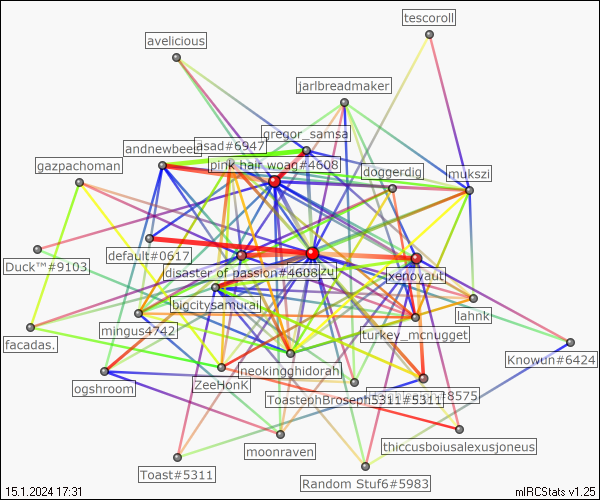 tescoroll
avelicious
jarlbreadmaker
gregor_samsa
asad#6947
andnewbeed
pink hair woag#4608
gazpachoman
doggerdig
mukszi
default#0617
Duck™#9103
disaster of passion#4608
zu
xenovaut
bigcitysamurai
lahnk
mingus4742
turkey_mcnugget
facadas.
Knowun#6424
neokingghidorah
ZeeHonK
ogshroom
ToastephBroseph5311#5311
8575
thiccusboiusalexusjoneus
moonraven
Toast#5311
Random Stuf6#5983
15.1.2024 17:31
mIRCStats v1.25